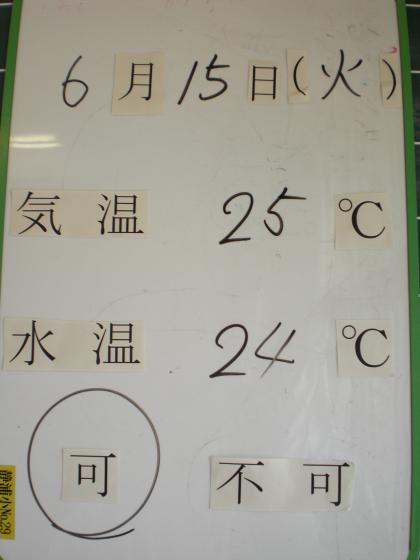 6月15日(火)
気温 25 ℃
水温 24 ℃
可 不可